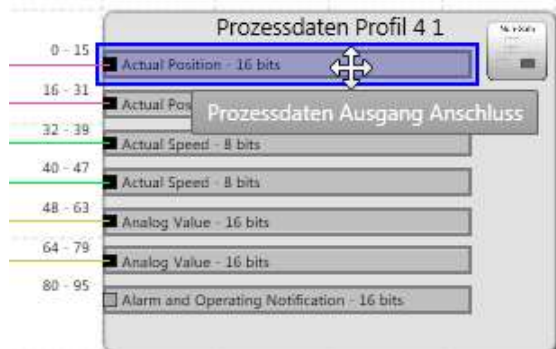 Prozessdaten Profil 4 1
0 - 15
Actual Position - 16 bits
16 - 31
Actual Pos
Prozessdaten Ausgang Anschluss
32 - 39
Actual Speed - 8 bits
40 - 47
Actual Speed - 8 bits
48 - 63
Analog Value - 16 bits
64 - 79
Analog Value - 16 bits
80 - 95
Alarm and Operating Notification - 16 bits